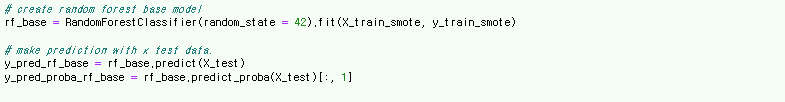 # create random forest base model
rf_base = RandomForestClassifier(random_state = 42).fit(X_train_smote, y_train_smote)
# make prediction with x test data.
y_pred_rf_base = rf_base.predict(X_test)
y_pred_proba_rf_base = rf_base.predict_proba(X_test)[:, 1]